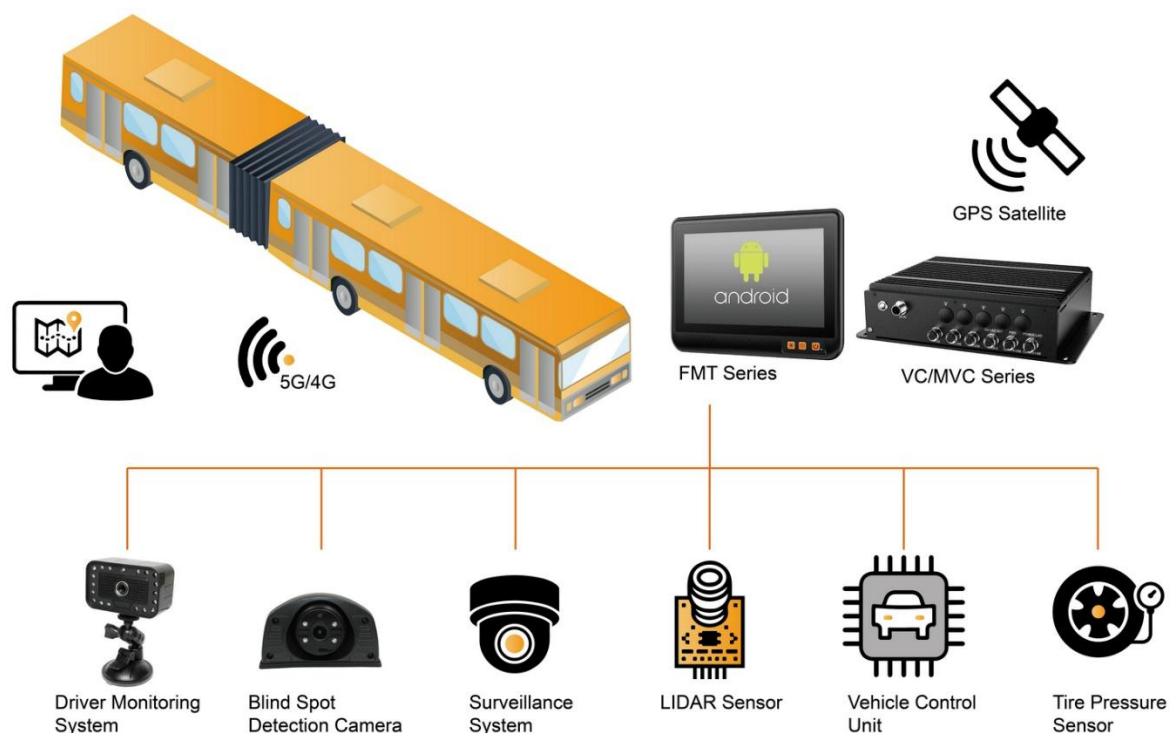 GPS Satellite
android
5G/4G
FMT Series
VC/MVC Series
Driver Monitoring
System
Blind Spot
Detection Camera
Surveillance
System
LIDAR Sensor
Vehicle Control
Unit
Tire Pressure
Sensor